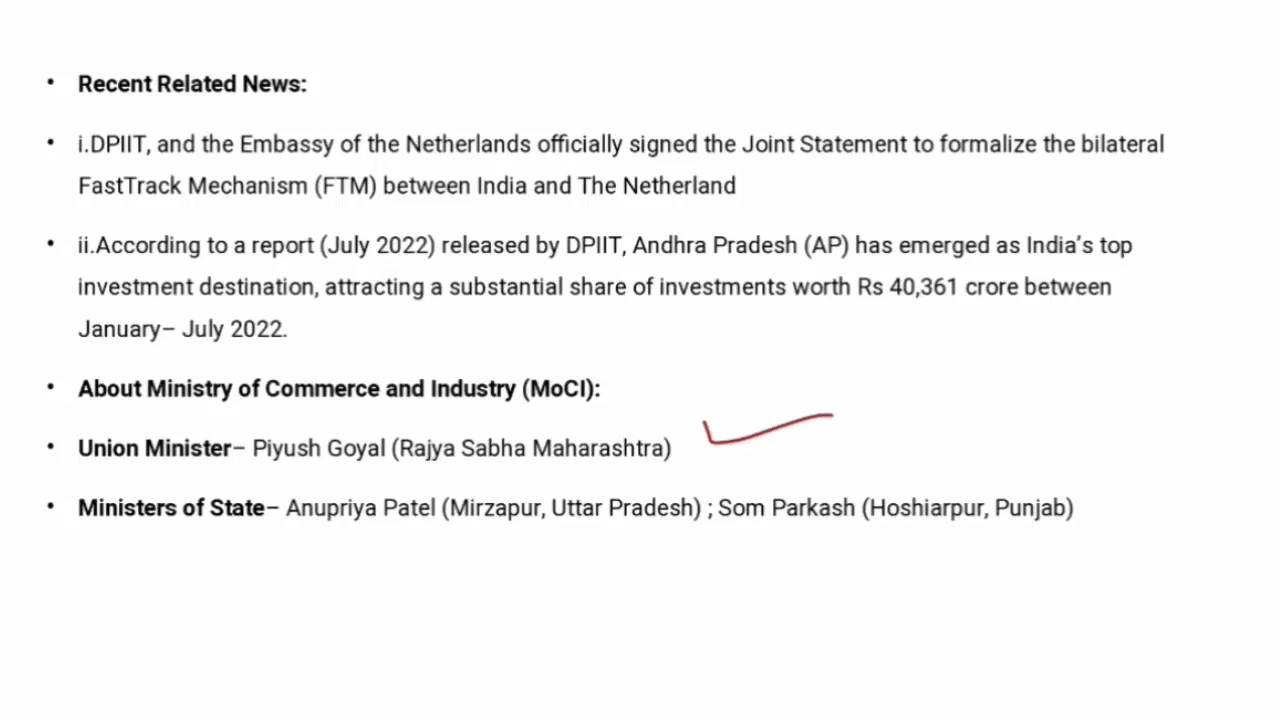 • Recent Related News:
• i.DPIIT, and the Embassy of the Netherlands officially signed the Joint Statement to formalize the bilateral
FastTrack Mechanism (FTM) between India and The Netherland
• ii.According to a report (July 2022) released by DPIIT, Andhra Pradesh (AP) has emerged as India's top
investment destination, attracting a substantial share of investments worth Rs 40,361 crore between
January– July 2022.
• About Ministry of Commerce and Industry (MoCI):
• Union Minister– Piyush Goyal (Rajya Sabha Maharashtra)
• Ministers of State– Anupriya Patel (Mirzapur, Uttar Pradesh) ; Som Parkash (Hoshiarpur, Punjab)